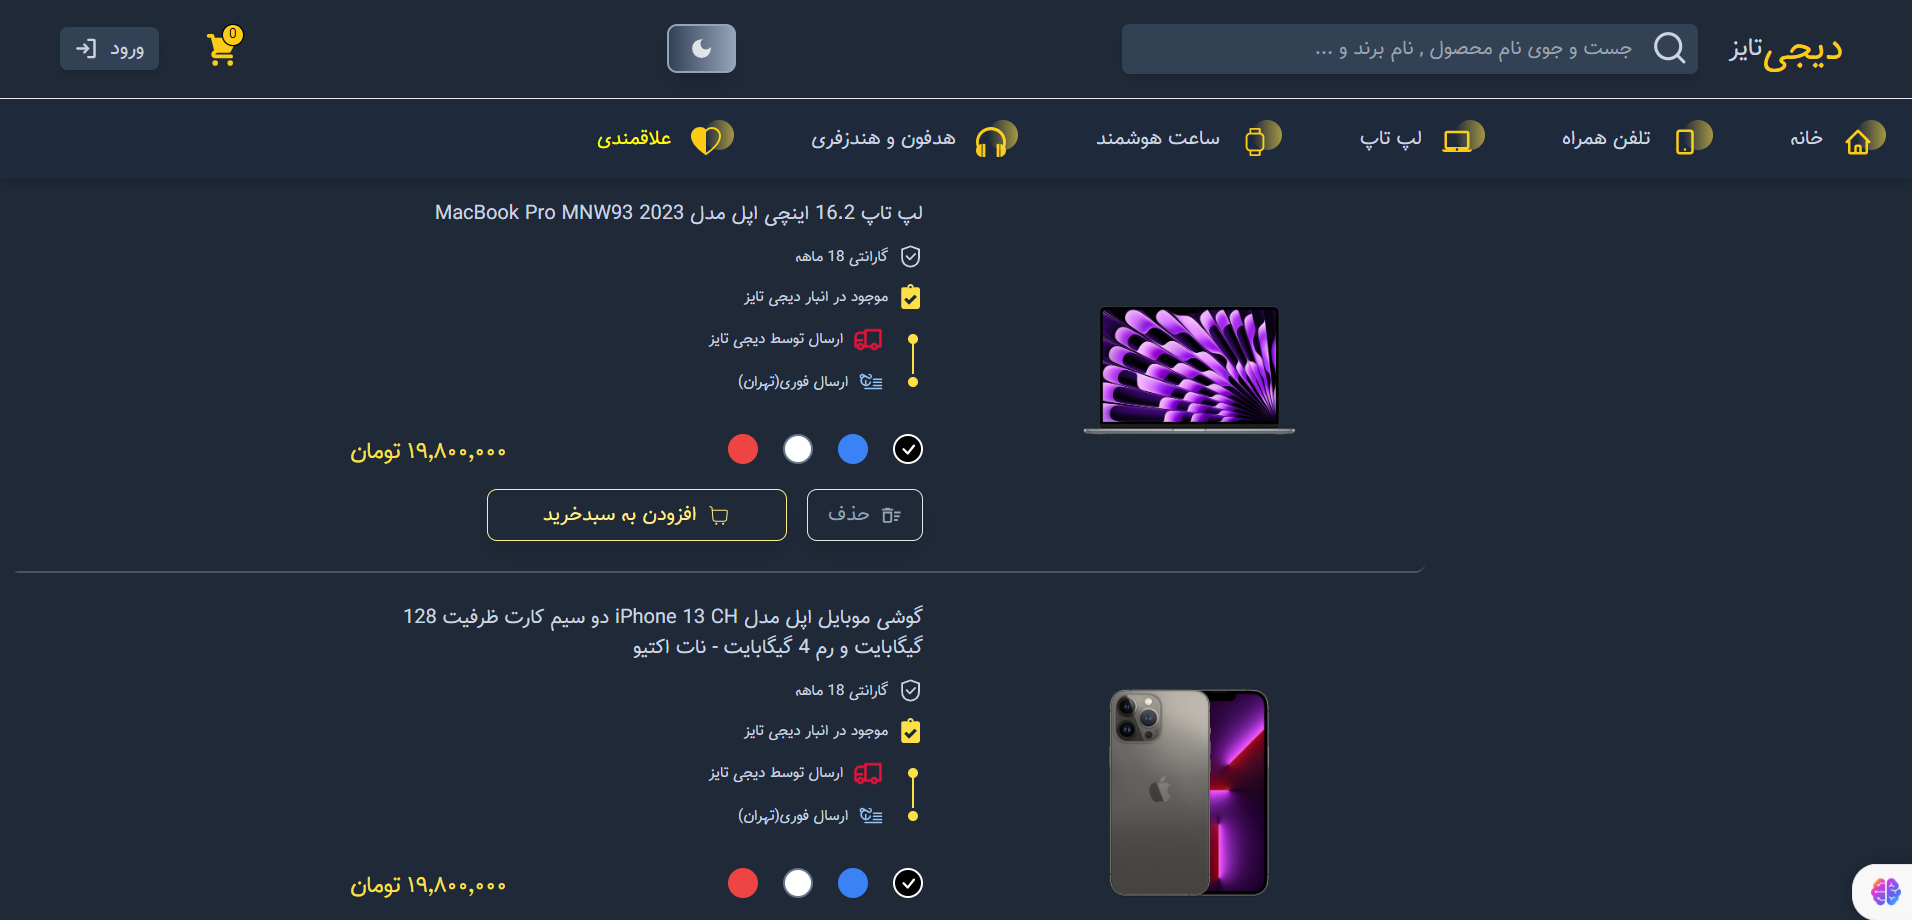 دیجی تایز
جست و جوی نام محصول , نام برند و ...
0
ورود
خانه
تلفن همراه
لپ تاپ
ساعت هوشمند
هدفون و هندزفری
علاقمندی
لپ تاپ 16.2 اینچی اپل مدل MacBook Pro MNW93 2023
گارانتی 18 ماهه
موجود در انبار دیجی تایز
ارسال توسط دیجی تایز
ارسال فوری(تهران)
۱۹,۸۰۰,۰۰۰ تومان
حذف
افزودن به سبدخرید
گوشی موبایل اپل مدل iPhone 13 CH دو سیم کارت ظرفیت 128
گیگابایت و رم 4 گیگابایت - نات اکتیو
گارانتی 18 ماهه
موجود در انبار دیجی تایز
ارسال توسط دیجی تایز
ارسال فوری(تهران)
۱۹,۸۰۰,۰۰۰ تومان